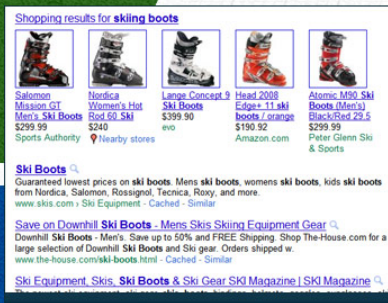 Shopping results for skiing boots
Salomon Mission GT Men's Ski Boots
$299.99
Sports Authority
Nordica Women's Hot Rod 60 Ski
$240
Nearby stores
Lange Concept 9 Ski Boots
$399.90
evo
Head 2008 Edge+ 11 ski boots / orange
$190.92
Amazon.com
Atomic M90 Ski Boots (Men's) Black/Red 29.5
$299.99
Peter Glenn Ski & Sports
Ski Boots
Guaranteed lowest prices on ski boots. Mens ski boots, womens ski boots, kids ski boots
from Nordica, Salomon, Rossignol, Tecnica, Roxy, and more.
www.skis.com › Ski Equipment - Cached - Similar
Save on Downhill Ski Boots - Mens Skis Skiing Equipment Gear
Downhill Ski Boots - Men's. Save up to 50% and FREE Shipping. Shop The-House.com for a
large selection of Downhill Ski Boots and Ski gear. Orders shipped w.
www.the-house.com/ski-boots.html - Cached - Similar
Ski Equipment, Skis, Boots & Ski Gear SKI Magazine | SKI Magazine